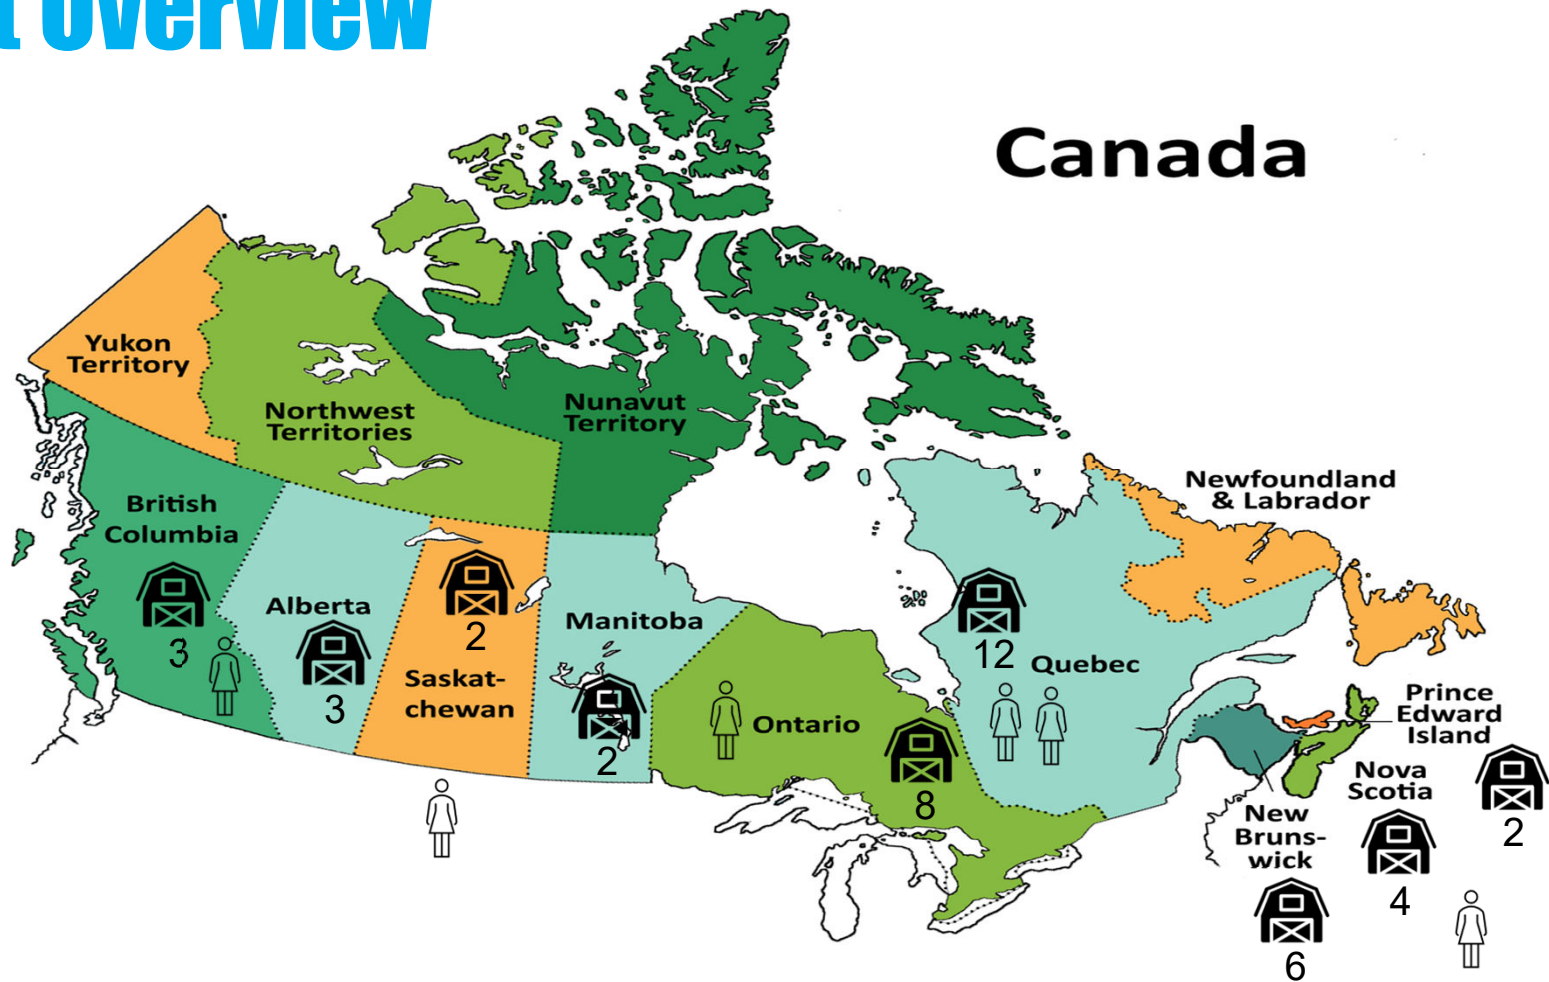 t Overview
Canada
Yukon
Territory
Northwest
Territories
Nunavut
Territory
British
Columbia
3
Alberta
3
2
Saskat-
chewan
Manitoba
2
Ontario
8
12
Quebec
Newfoundland
& Labrador
Prince
Edward
Island
2
Nova
Scotia
4
New
Bruns-
wick
6